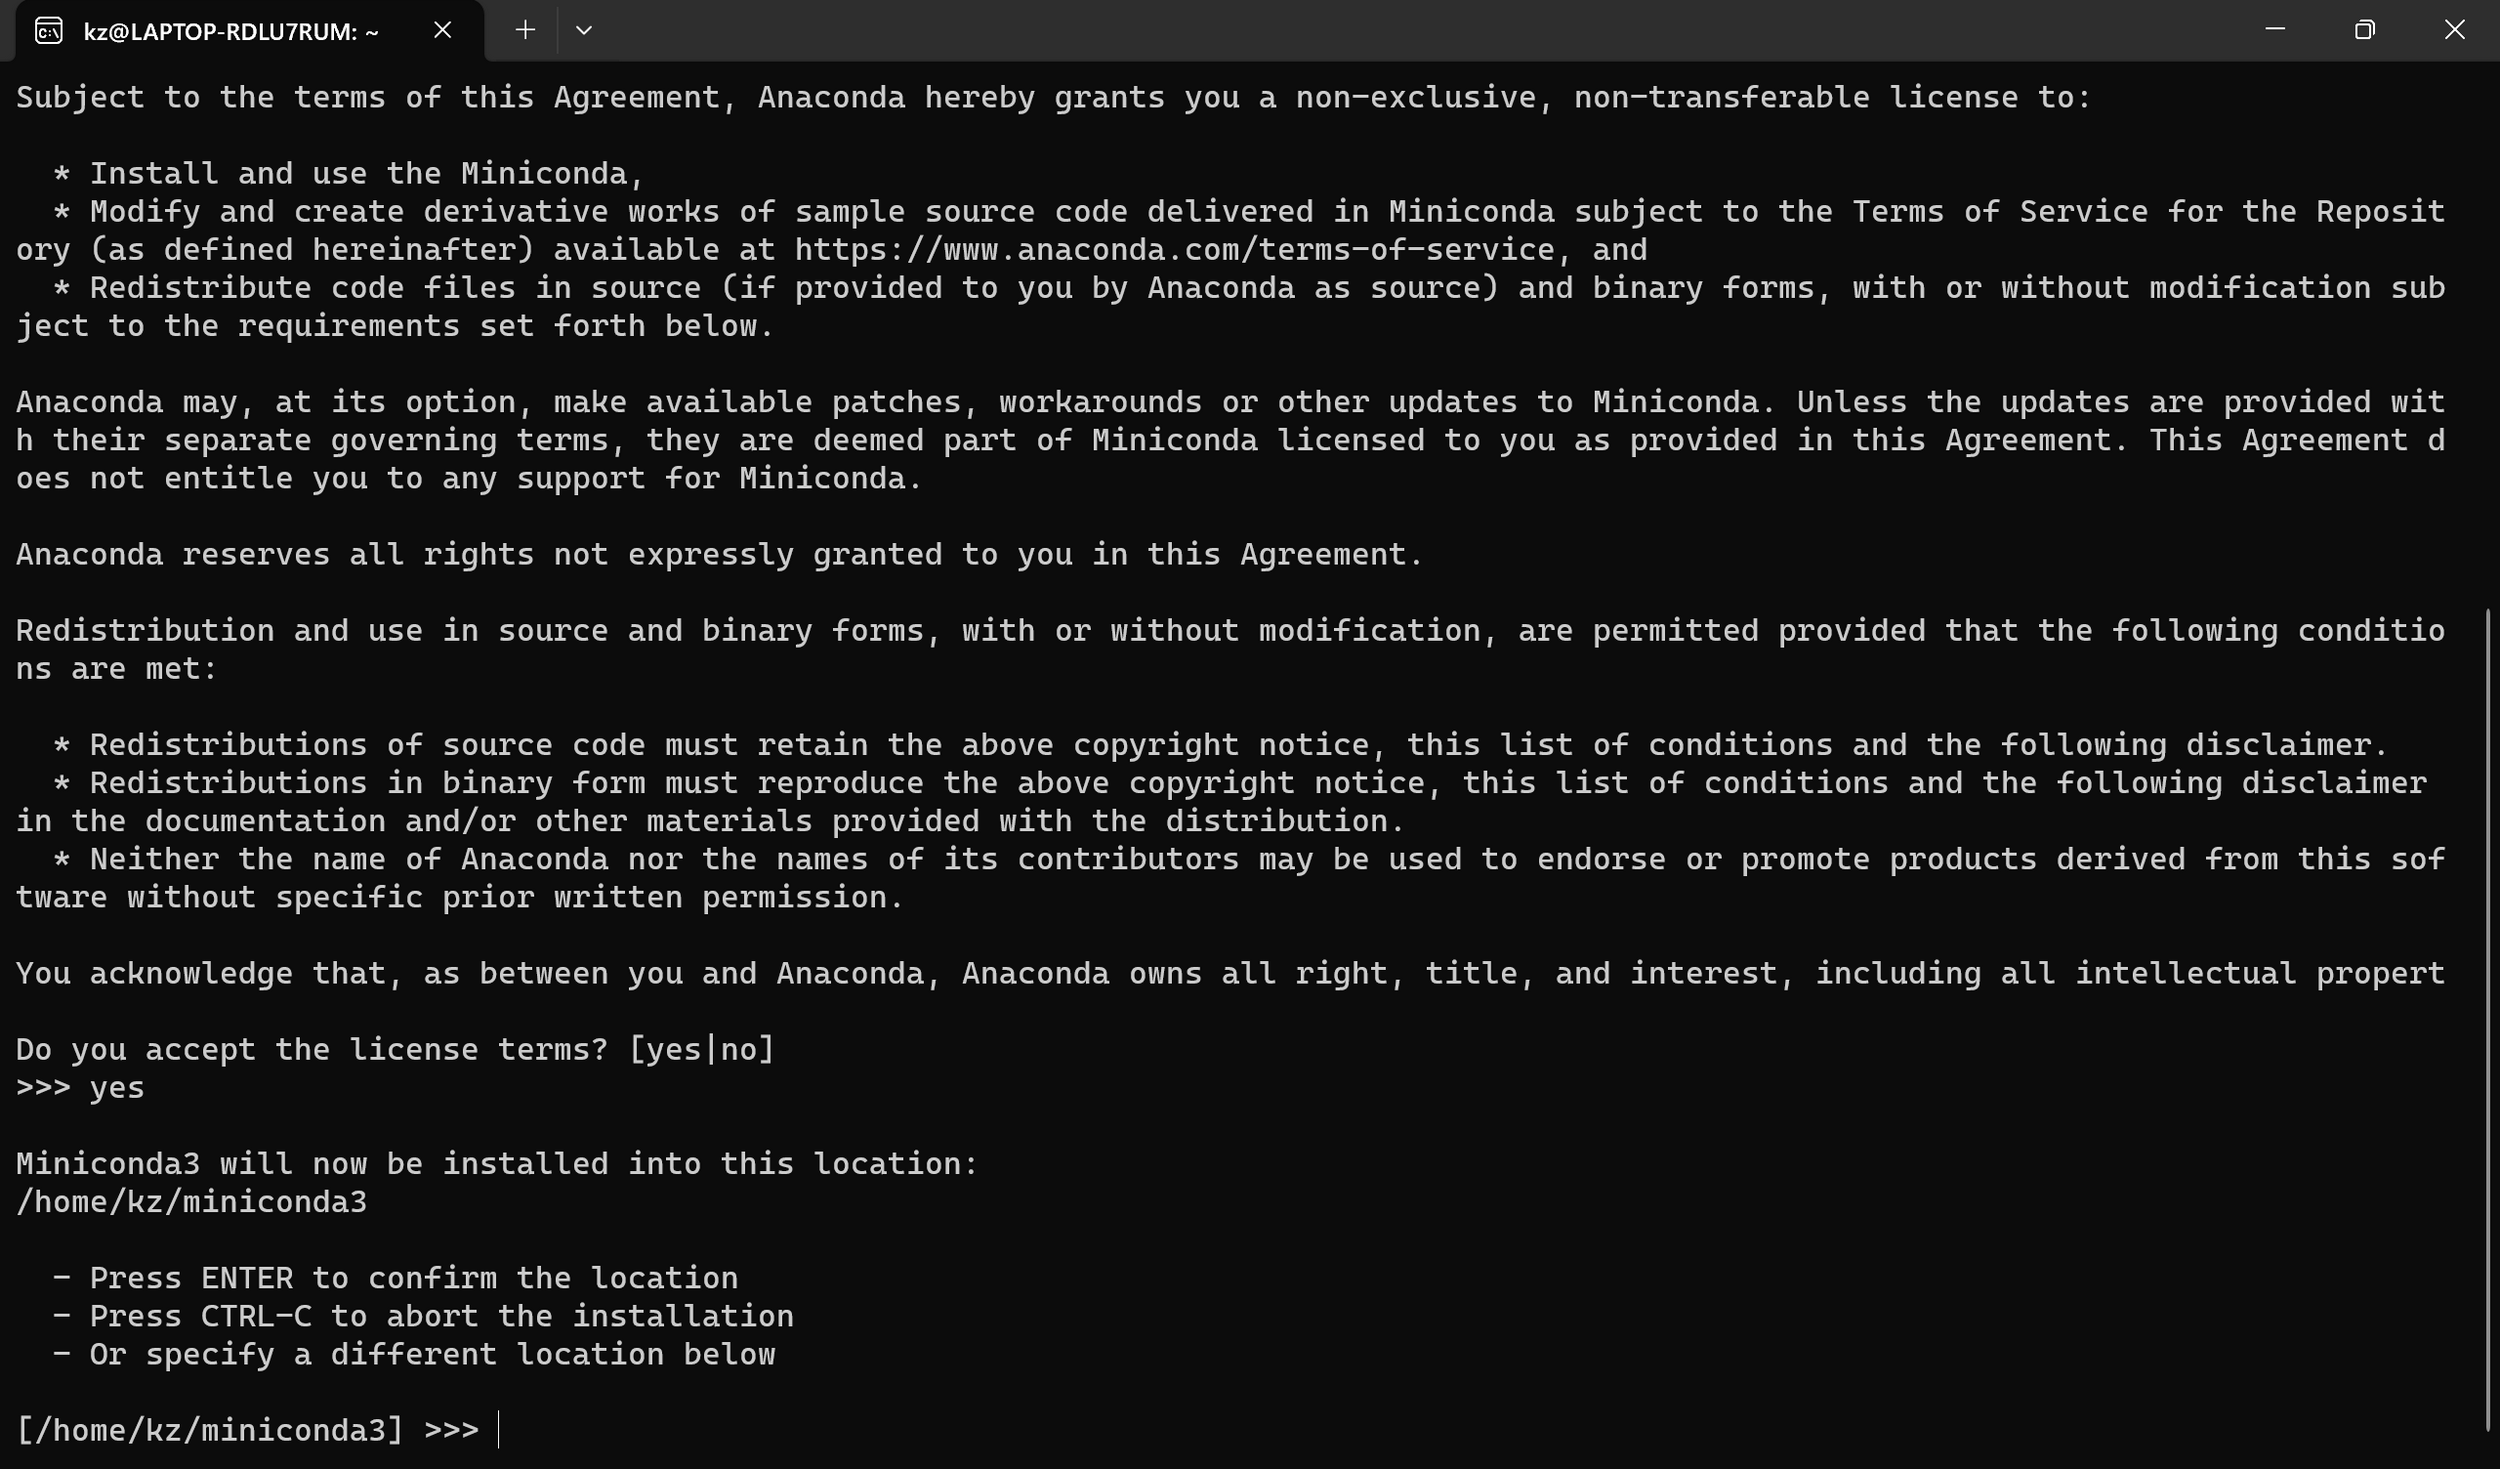 kz@LAPTOP-RDLU7RUM: ~
Subject to the terms of this Agreement, Anaconda hereby grants you a non-exclusive, non-transferable license to:
* Install and use the Miniconda,
* Modify and create derivative works of sample source code delivered in Miniconda subject to the Terms of Service for the Reposit
ory (as defined hereinafter) available at https://www.anaconda.com/terms-of-service, and
* Redistribute code files in source (if provided to you by Anaconda as source) and binary forms, with or without modification sub
ject to the requirements set forth below.
Anaconda may, at its option, make available patches, workarounds or other updates to Miniconda. Unless the updates are provided wit
h their separate governing terms, they are deemed part of Miniconda licensed to you as provided in this Agreement. This Agreement d
oes not entitle you to any support for Miniconda.
Anaconda reserves all rights not expressly granted to you in this Agreement.
Redistribution and use in source and binary forms, with or without modification, are permitted provided that the following conditio
ns are met:
* Redistributions of source code must retain the above copyright notice, this list of conditions and the following disclaimer.
* Redistributions in binary form must reproduce the above copyright notice, this list of conditions and the following disclaimer
in the documentation and/or other materials provided with the distribution.
* Neither the name of Anaconda nor the names of its contributors may be used to endorse or promote products derived from this sof
tware without specific prior written permission.
You acknowledge that, as between you and Anaconda, Anaconda owns all right, title, and interest, including all intellectual propert
Do you accept the license terms? [yes|no]
>>> yes
Miniconda3 will now be installed into this location:
/home/kz/miniconda3
- Press ENTER to confirm the location
- Press CTRL-C to abort the installation
- Or specify a different location below
[/home/kz/miniconda3] >>>